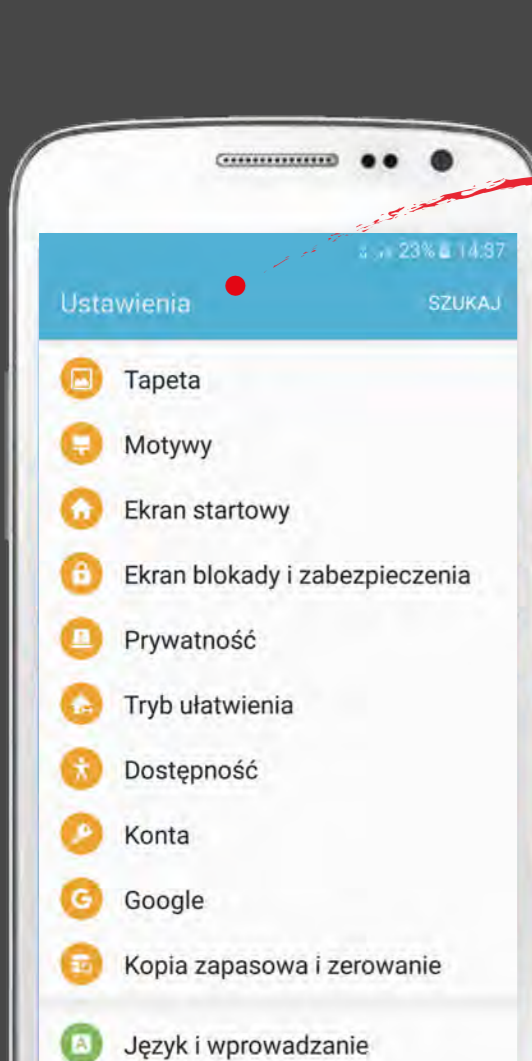 23% 14:37
Ustawienia
SZUKAJ
Tapeta
Motywy
Ekran startowy
Ekran blokady i zabezpieczenia
Prywatność
Tryb ułatwienia
Dostępność
Konta
Google
Kopia zapasowa i zerowanie
Język i wprowadzanie